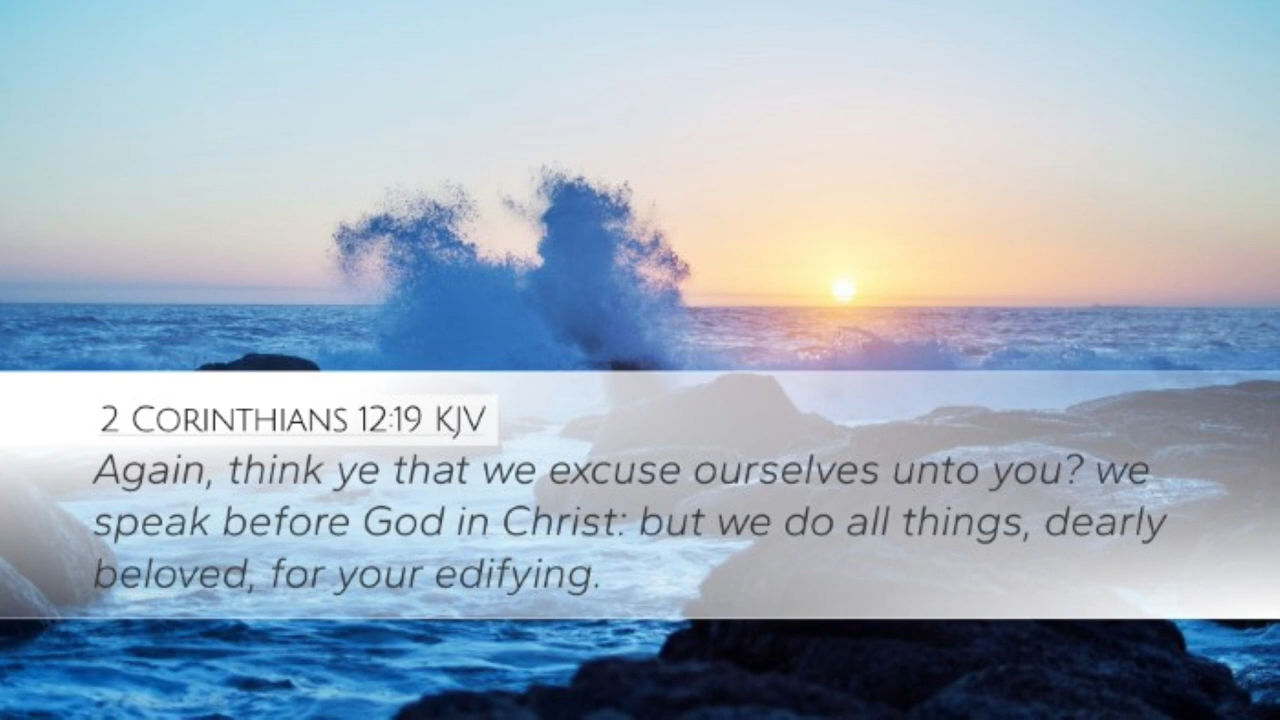 2 Corinthians 12:19 KJV
Again, think ye that we excuse ourselves unto you? we
speak before God in Christ: but we do all things, dearly
beloved, for your edifying.